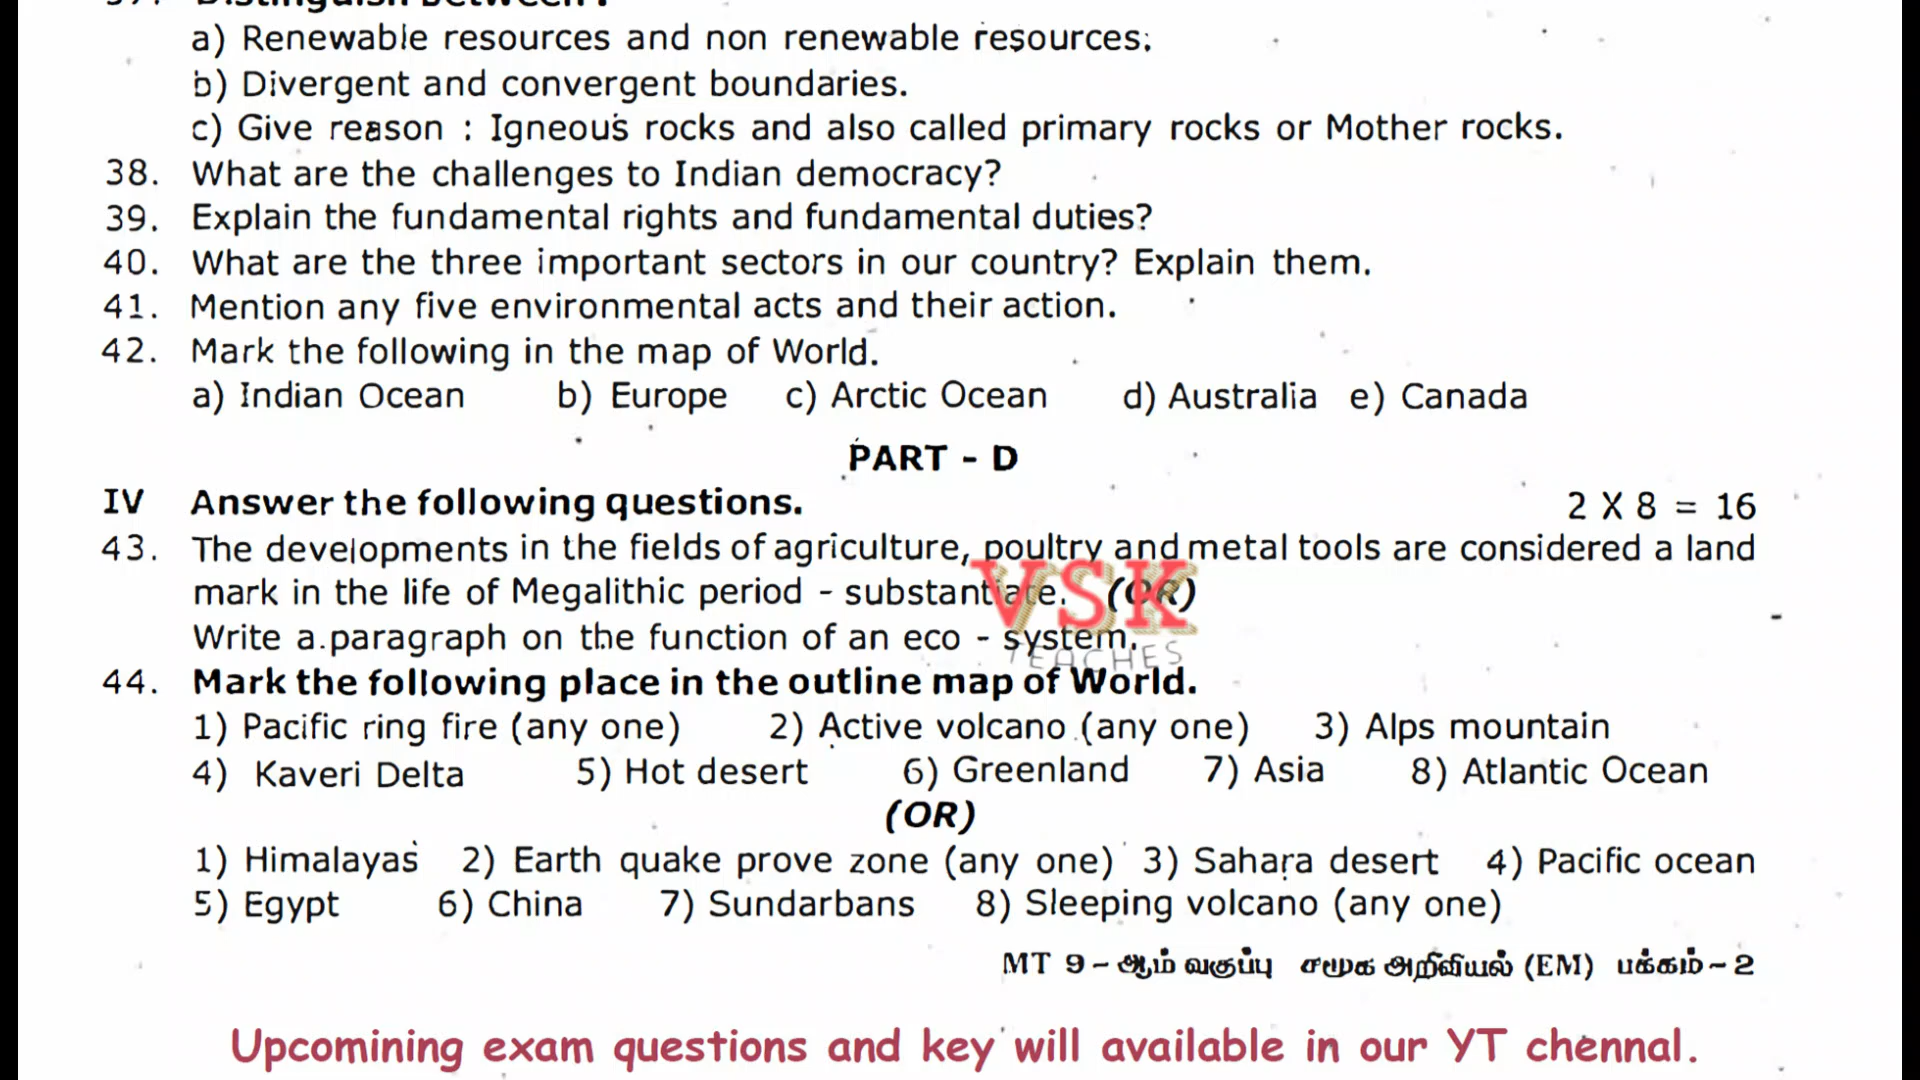 37. Distinguish between :
a) Renewable resources and non renewable resources.
b) Divergent and convergent boundaries.
c) Give reason : Igneous rocks and also called primary rocks or Mother rocks.
38. What are the challenges to Indian democracy?
39. Explain the fundamental rights and fundamental duties?
40. What are the three important sectors in our country? Explain them.
41. Mention any five environmental acts and their action.
42. Mark the following in the map of World.
a) Indian Ocean b) Europe c) Arctic Ocean d) Australia e) Canada
PART - D
IV Answer the following questions. 2 X 8 = 16
43. The developments in the fields of agriculture, poultry and metal tools are considered a land
mark in the life of Megalithic period - substantiate. (OR)
VSK
Write a paragraph on the function of an eco - system.
TEACHES
44. Mark the following place in the outline map of World.
1) Pacific ring fire (any one) 2) Active volcano (any one) 3) Alps mountain
4) Kaveri Delta 5) Hot desert 6) Greenland 7) Asia 8) Atlantic Ocean
(OR)
1) Himalayas 2) Earth quake prove zone (any one) 3) Sahara desert 4) Pacific ocean
5) Egypt 6) China 7) Sundarbans 8) Sleeping volcano (any one)
MT 9 – ஆம் வகுப்பு சமூக அறிவியல் (EM) பக்கம் – 2
Upcomining exam questions and key will available in our YT chennal.